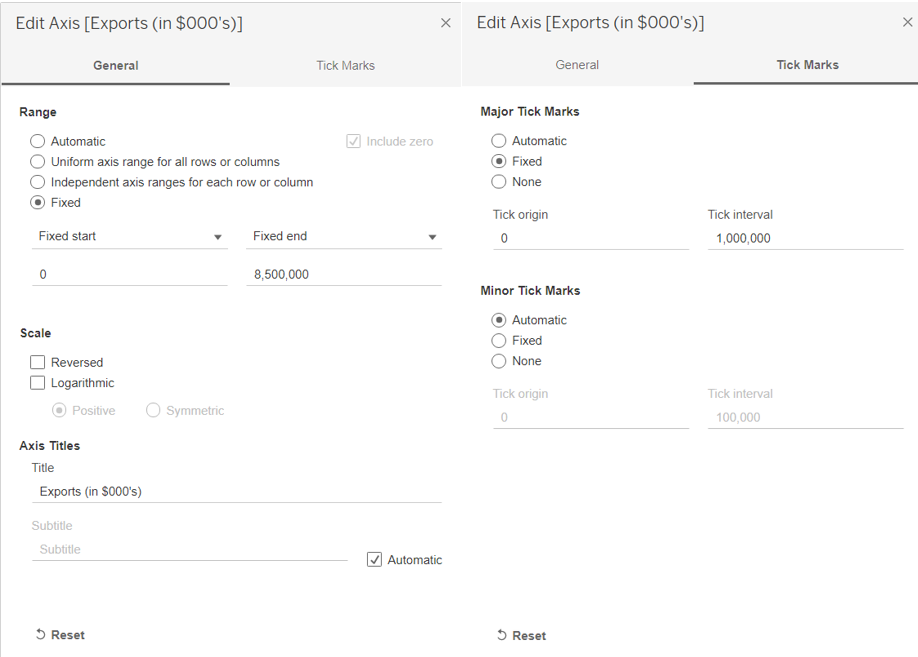 Edit Axis [Exports (in $000's)]
General
Tick Marks
Range
Automatic
Include zero
Uniform axis range for all rows or columns
Independent axis ranges for each row or column
Fixed
Fixed start
Fixed end
0
8,500,000
Scale
Reversed
Logarithmic
Positive
Symmetric
Axis Titles
Title
Exports (in $000's)
Subtitle
Subtitle
Automatic
Reset
Edit Axis [Exports (in $000's)]
General
Tick Marks
Major Tick Marks
Automatic
Fixed
None
Tick origin
Tick interval
0
1,000,000
Minor Tick Marks
Automatic
Fixed
None
Tick origin
Tick interval
0
100,000
Reset